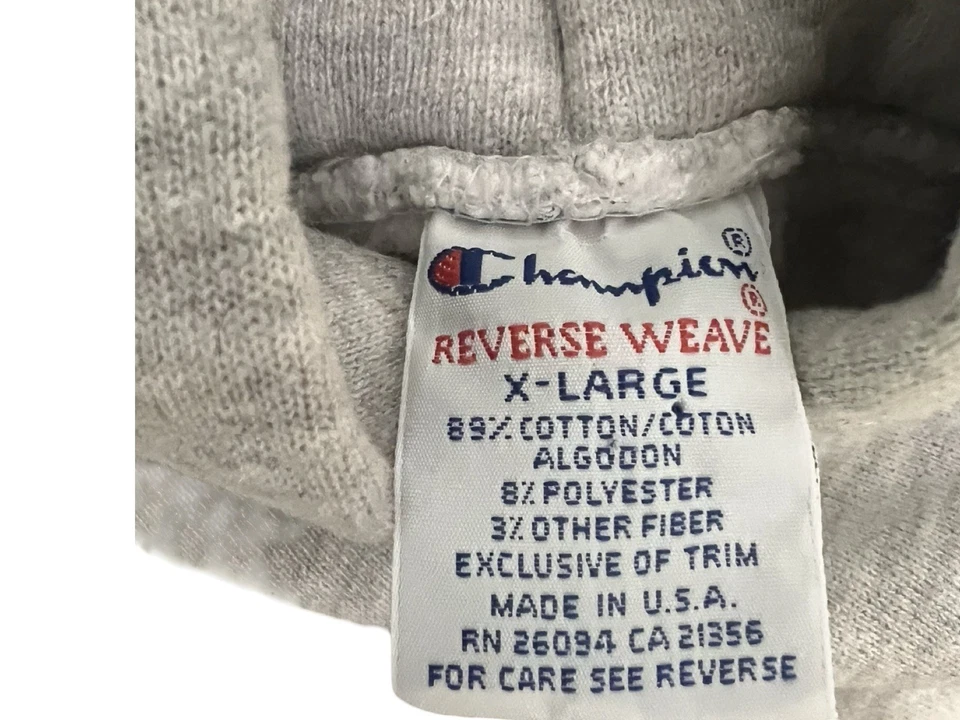 Champion®
REVERSE WEAVE®
X-LARGE
89% COTTON/COTON
ALGODON
8% POLYESTER
3% OTHER FIBER
EXCLUSIVE OF TRIM
MADE IN U.S.A.
RN 26094 CA 21356
FOR CARE SEE REVERSE